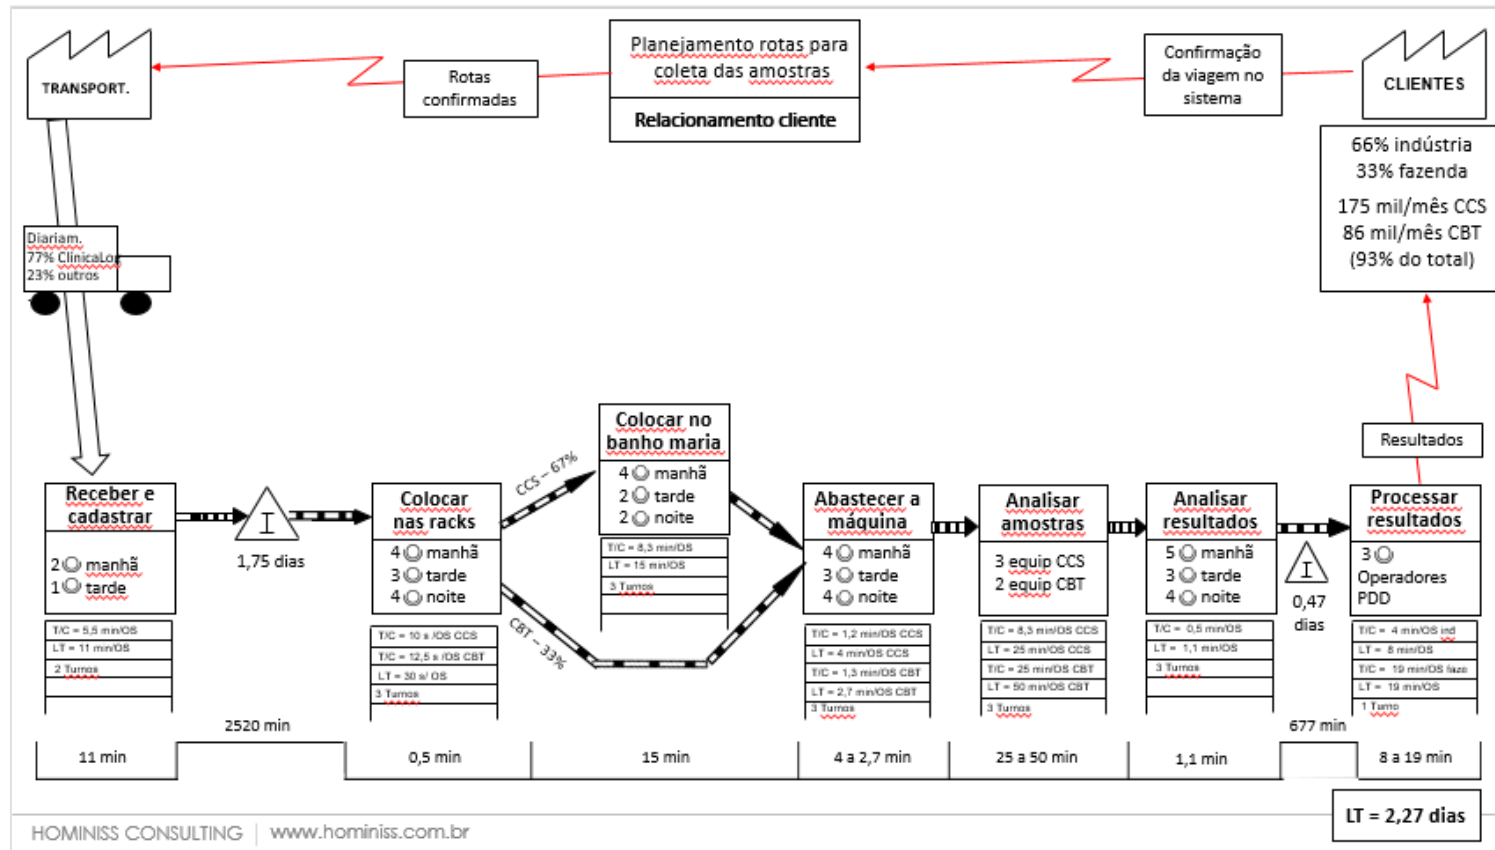 TRANSPORT.
Rotas
confirmadas
Planejamento rotas para
coleta das amostras
Relacionamento cliente
Confirmação
da viagem no
sistema
CLIENTES
66% indústria
33% fazenda
175 mil/mês CCS
86 mil/mês CBT
(93% do total)
Diariam.
77% ClinicaLog
23% outros
Resultados
Receber e
cadastrar
2 manhã
1 tarde
T/C = 5,5 min/OS
LT = 11 min/OS
2 Turnos
I
1,75 dias
Colocar
nas racks
4 manhã
3 tarde
4 noite
T/C = 10 s /OS CCS
T/C = 12,5 s /OS CBT
LT = 30 s/ OS
3 Turnos
CCS – 67%
CBT – 33%
Colocar no
banho maria
4 manhã
2 tarde
2 noite
T/C = 8,3 min/OS
LT = 15 min/OS
3 Turnos
Abastecer a
máquina
4 manhã
3 tarde
4 noite
T/C = 1,2 min/OS CCS
LT = 4 min/OS CCS
T/C = 1,3 min/OS CBT
LT = 2,7 min/OS CBT
3 Turnos
Analisar
amostras
3 equip CCS
2 equip CBT
T/C = 8,3 min/OS CCS
LT = 25 min/OS CCS
T/C = 25 min/OS CBT
LT = 50 min/OS CBT
3 Turnos
Analisar
resultados
5 manhã
3 tarde
4 noite
T/C = 0,5 min/OS
LT = 1,1 min/OS
3 Turnos
I
0,47
dias
Processar
resultados
3
Operadores
PDD
T/C = 4 min/OS ind
LT = 8 min/OS
T/C = 19 min/OS faze
LT = 19 min/OS
1 Turno
2520 min
677 min
11 min
0,5 min
15 min
4 a 2,7 min
25 a 50 min
1,1 min
8 a 19 min
LT = 2,27 dias
HOMINISS CONSULTING | www.hominiss.com.br